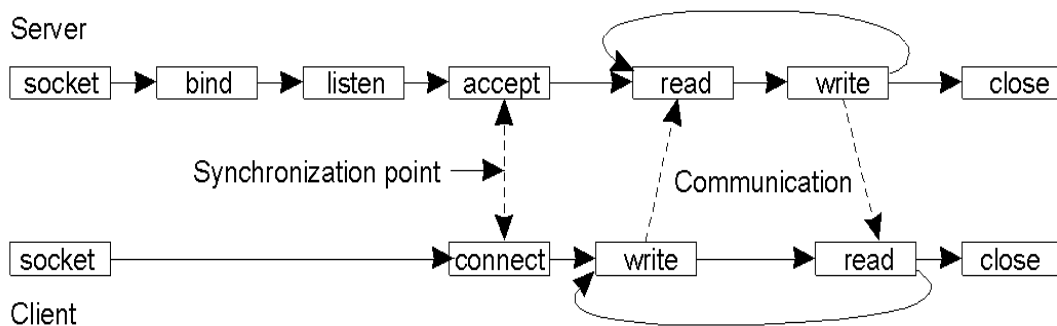 Server
socket bind listen accept read write close
Synchronization point
Communication
socket connect write read close
Client